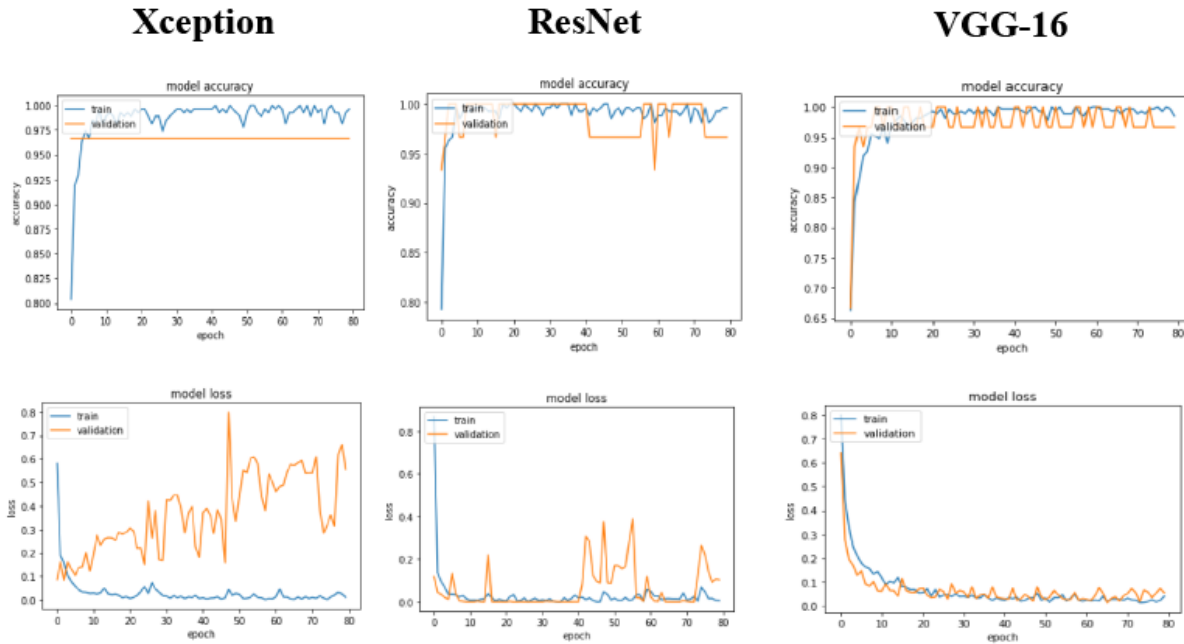 Xception
ResNet
VGG-16
model accuracy
train
validation
1.000
0.975
0.950
0.925
0.900
0.875
0.850
0.825
0.800
accuracy
0 10 20 30 40 50 60 70 80
epoch
model accuracy
train
validation
1.00
0.95
0.90
0.85
0.80
accuracy
0 10 20 30 40 50 60 70 80
epoch
model accuracy
train
validation
1.00
0.95
0.90
0.85
0.80
0.75
0.70
0.65
accuracy
0 10 20 30 40 50 60 70 80
epoch
model loss
train
validation
0.8
0.7
0.6
0.5
0.4
0.3
0.2
0.1
0.0
loss
0 10 20 30 40 50 60 70 80
epoch
model loss
train
validation
0.8
0.6
0.4
0.2
0.0
loss
0 10 20 30 40 50 60 70 80
epoch
model loss
train
validation
0.8
0.7
0.6
0.5
0.4
0.3
0.2
0.1
0.0
loss
0 10 20 30 40 50 60 70 80
epoch